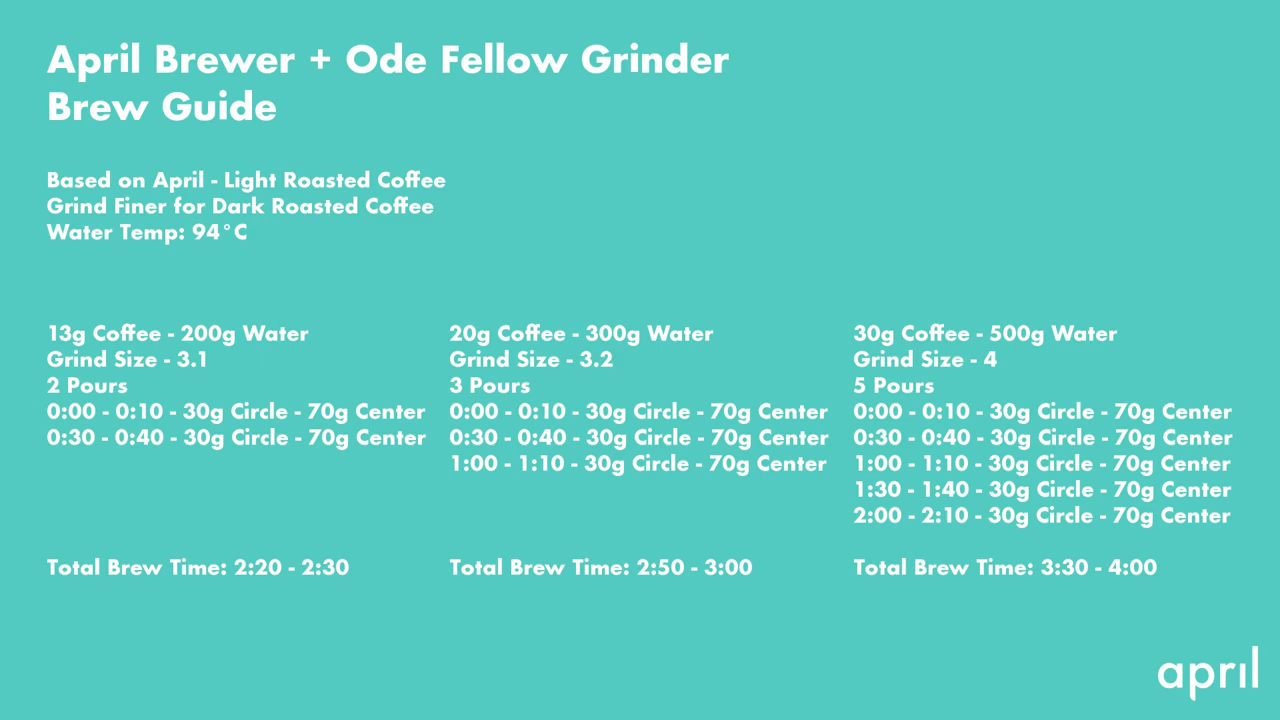 April Brewer + Ode Fellow Grinder
Brew Guide
Based on April - Light Roasted Coffee
Grind Finer for Dark Roasted Coffee
Water Temp: 94°C
13g Coffee - 200g Water
Grind Size - 3.1
2 Pours
0:00 - 0:10 - 30g Circle - 70g Center
0:30 - 0:40 - 30g Circle - 70g Center
Total Brew Time: 2:20 - 2:30
20g Coffee - 300g Water
Grind Size - 3.2
3 Pours
0:00 - 0:10 - 30g Circle - 70g Center
0:30 - 0:40 - 30g Circle - 70g Center
1:00 - 1:10 - 30g Circle - 70g Center
Total Brew Time: 2:50 - 3:00
30g Coffee - 500g Water
Grind Size - 4
5 Pours
0:00 - 0:10 - 30g Circle - 70g Center
0:30 - 0:40 - 30g Circle - 70g Center
1:00 - 1:10 - 30g Circle - 70g Center
1:30 - 1:40 - 30g Circle - 70g Center
2:00 - 2:10 - 30g Circle - 70g Center
Total Brew Time: 3:30 - 4:00
april